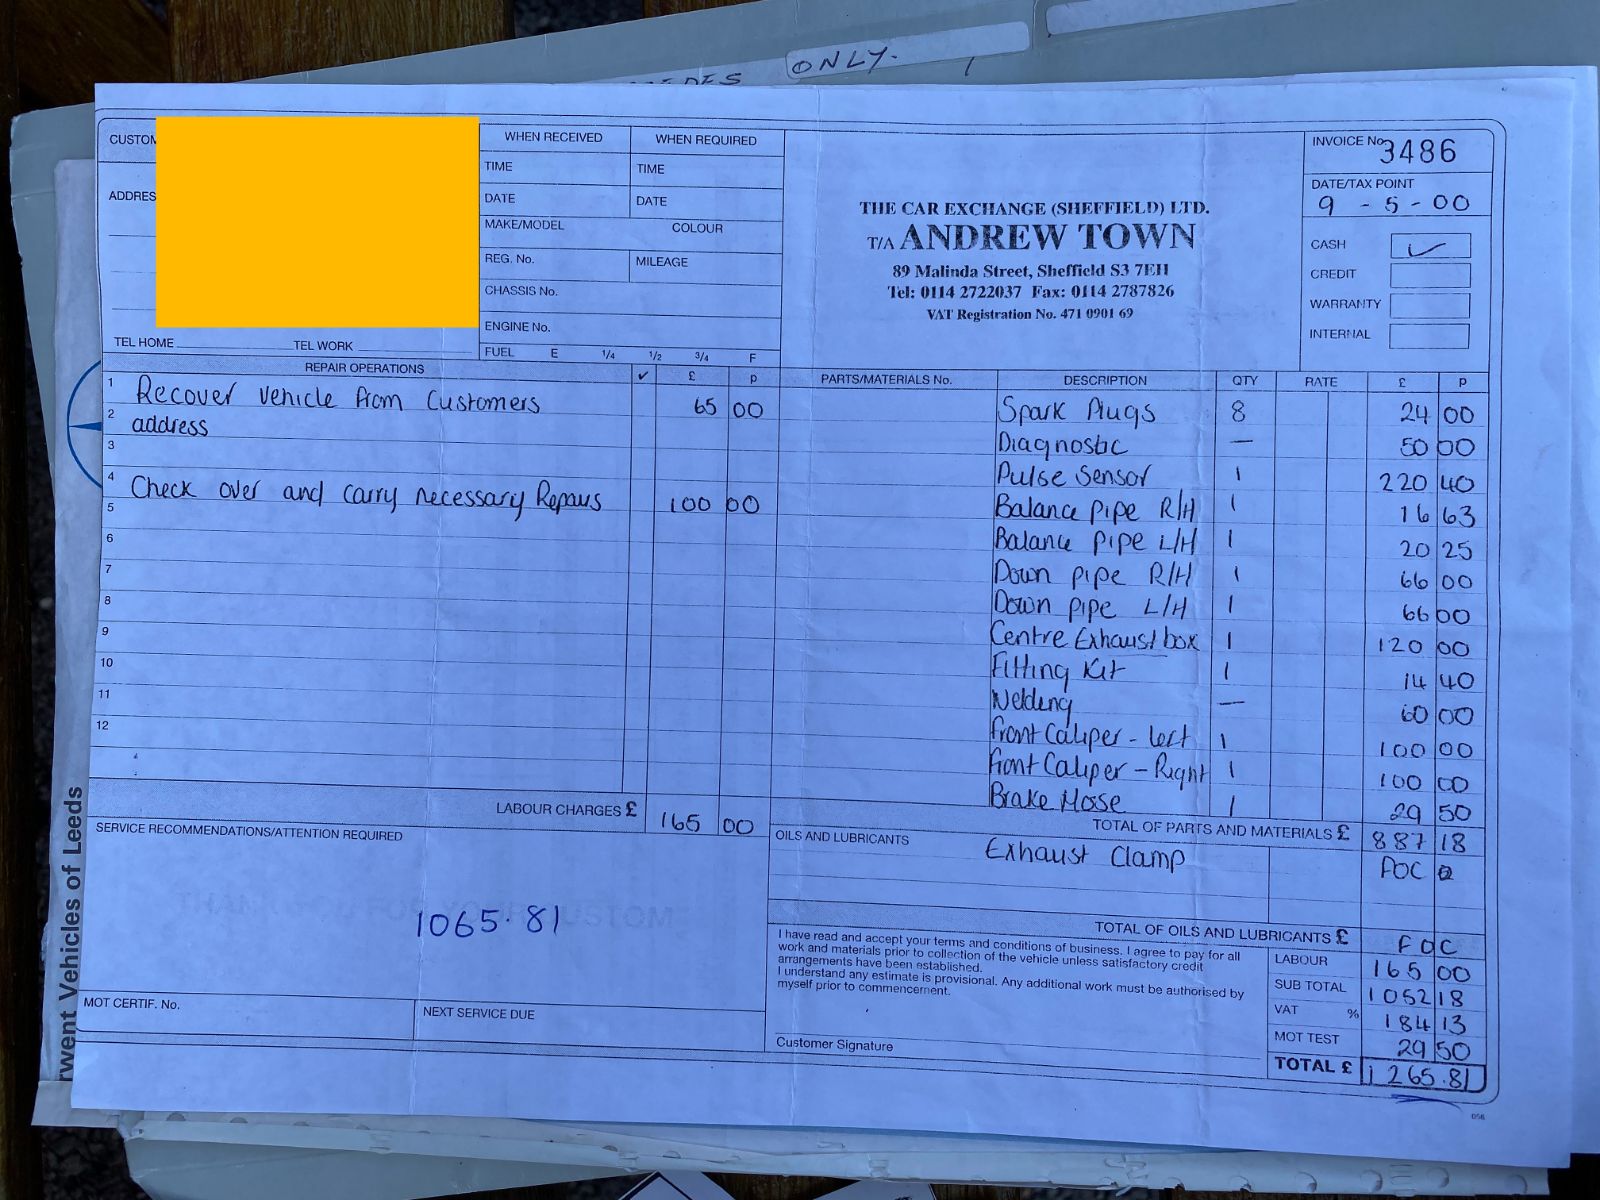 ONLY.
CUSTOM
ADDRES
TEL HOME TEL WORK
WHEN RECEIVED WHEN REQUIRED
TIME TIME
DATE DATE
MAKE/MODEL COLOUR
REG. No. MILEAGE
CHASSIS No.
ENGINE No.
FUEL E 1/4 1/2 3/4 F
THE CAR EXCHANGE (SHEFFIELD) LTD.
T/A ANDREW TOWN
89 Malinda Street, Sheffield S3 7EH
Tel: 0114 2722037 Fax: 0114 2787826
VAT Registration No. 471 0901 69
INVOICE No. 3486
DATE/TAX POINT
9 - 5 - 00
CASH ✓
CREDIT
WARRANTY
INTERNAL
REPAIR OPERATIONS ✓ £ p
1 Recover vehicle from Customers 65 00
2 address
3
4 Check over and carry necessary Repairs 100 00
5
6
7
8
9
10
11
12
LABOUR CHARGES £ 165 00
PARTS/MATERIALS No. DESCRIPTION QTY RATE £ p
Spark Plugs 8 24 00
Diagnostic — 50 00
Pulse Sensor 1 220 40
Balance pipe R/H 1 16 63
Balance pipe L/H 1 20 25
Down pipe R/H 1 66 00
Down pipe L/H 1 66 00
Centre Exhaust box 1 120 00
Fitting Kit 1 14 40
Welding — 60 00
Front Caliper - left 1 100 00
Front Caliper - Right 1 100 00
Brake Hosse 1 29 50
TOTAL OF PARTS AND MATERIALS £ 887 18
OILS AND LUBRICANTS Exhaust Clamp FOC
TOTAL OF OILS AND LUBRICANTS £ FOC
SERVICE RECOMMENDATIONS/ATTENTION REQUIRED
1065.81
MOT CERTIF. No. NEXT SERVICE DUE
I have read and accept your terms and conditions of business. I agree to pay for all
work and materials prior to collection of the vehicle unless satisfactory credit
arrangements have been established.
I understand any estimate is provisional. Any additional work must be authorised by
myself prior to commencement.
Customer Signature
LABOUR 165 00
SUB TOTAL 1052 18
VAT % 184 13
MOT TEST 29 50
TOTAL £ 1265.81
056
rwent Vehicles of Leeds